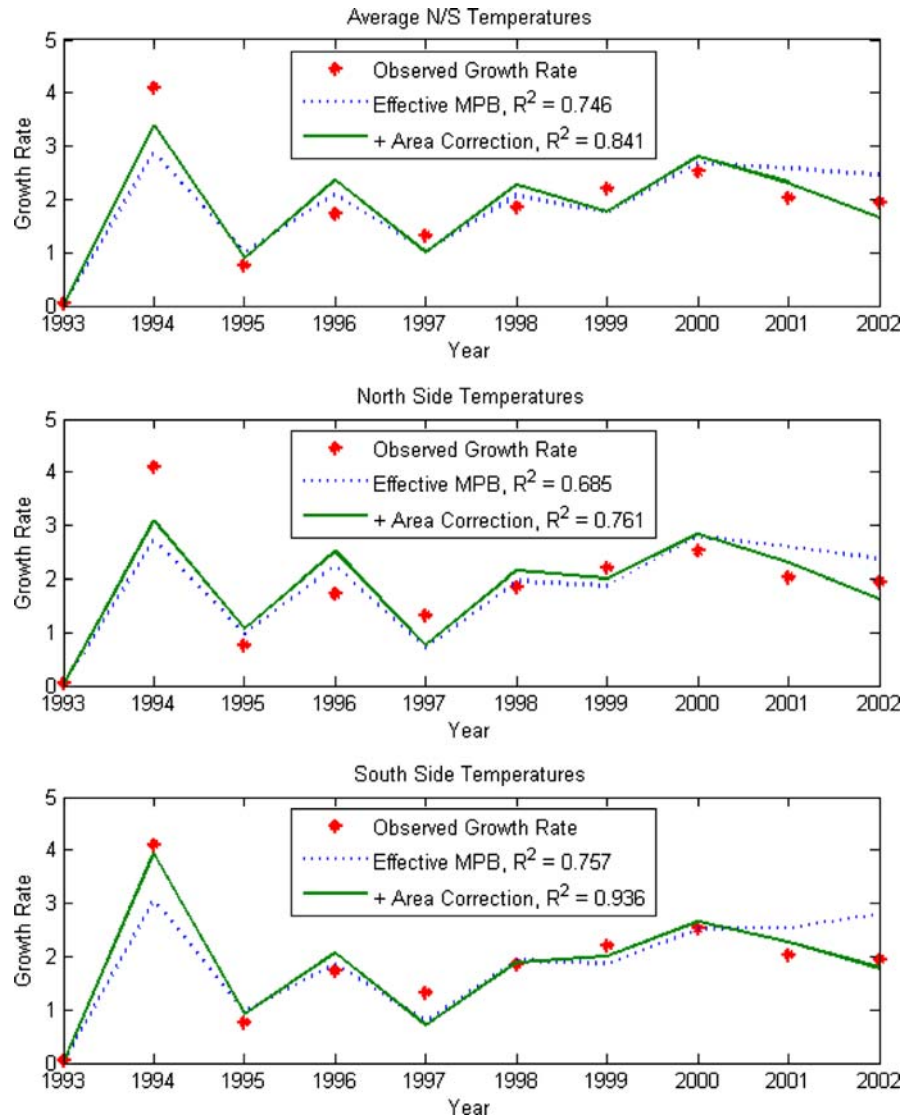 Average N/S Temperatures
5
4
3
2
1
0
Growth Rate
Observed Growth Rate
Effective MPB, R² = 0.746
+ Area Correction, R² = 0.841
1993 1994 1995 1996 1997 1998 1999 2000 2001 2002
Year
North Side Temperatures
5
4
3
2
1
0
Growth Rate
Observed Growth Rate
Effective MPB, R² = 0.685
+ Area Correction, R² = 0.761
1993 1994 1995 1996 1997 1998 1999 2000 2001 2002
Year
South Side Temperatures
5
4
3
2
1
0
Growth Rate
Observed Growth Rate
Effective MPB, R² = 0.757
+ Area Correction, R² = 0.936
1993 1994 1995 1996 1997 1998 1999 2000 2001 2002
Year